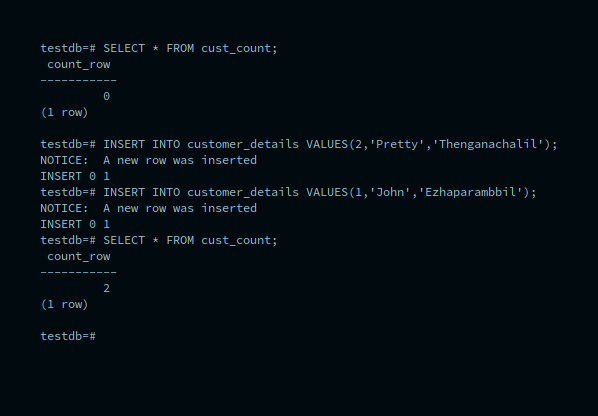 testdb=# SELECT * FROM cust_count;
 count_row
-----------
         0
(1 row)

testdb=# INSERT INTO customer_details VALUES(2,'Pretty','Thenganachalil');
NOTICE:  A new row was inserted
INSERT 0 1
testdb=# INSERT INTO customer_details VALUES(1,'John','Ezhaparambbil');
NOTICE:  A new row was inserted
INSERT 0 1
testdb=# SELECT * FROM cust_count;
 count_row
-----------
         2
(1 row)

testdb=#